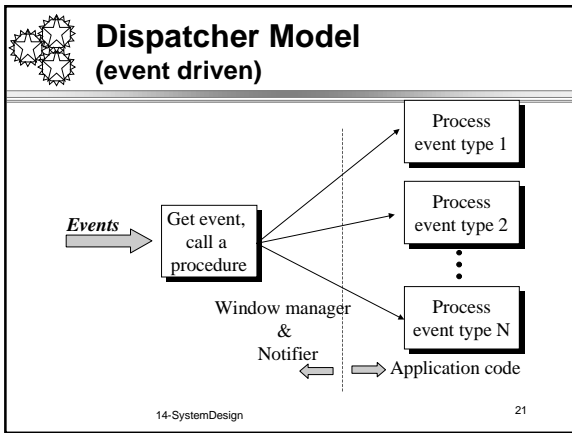 Dispatcher Model
(event driven)
Process
event type 1
Events
Get event,
call a
procedure
Process
event type 2
Process
event type N
Window manager
&
Notifier
Application code
14-SystemDesign
21